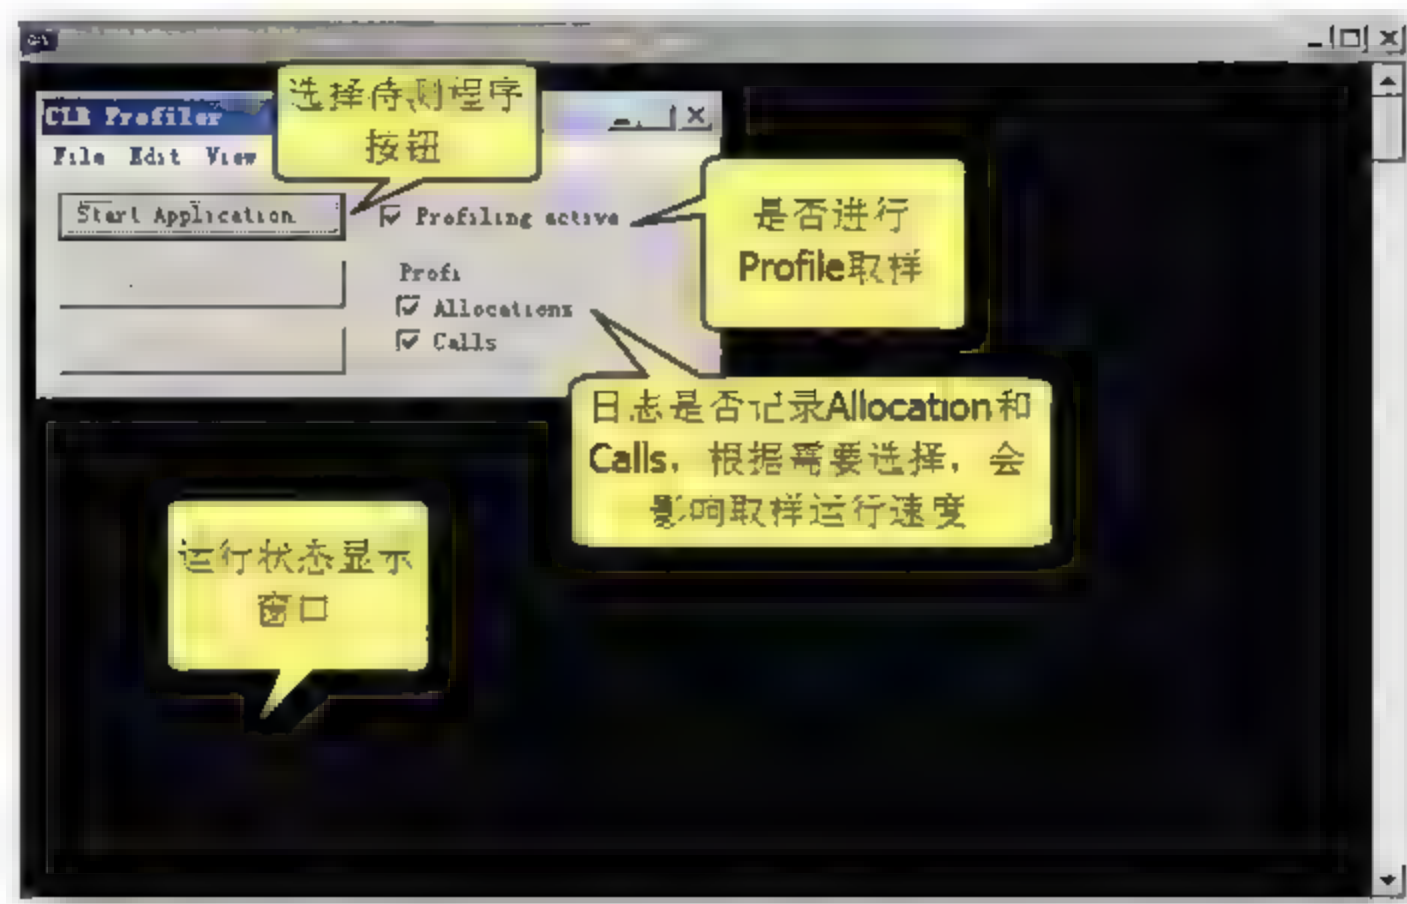 选择待测程序
按钮
CLR Profiler
File Edit View
Start Application
Profiling active
是否进行
Profile取样
Profi
Allocations
Calls
日志是否记录Allocation和
Calls，根据需要选择，会
影响取样运行速度
运行状态显示
窗口